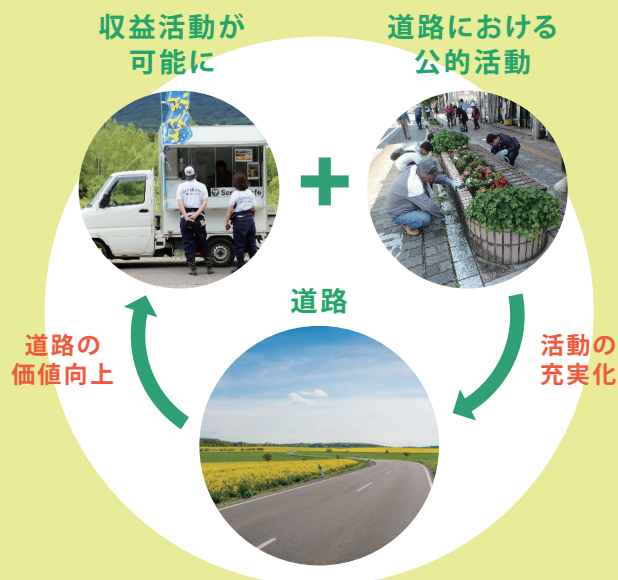 収益活動が
可能に
道路における
公的活動
道路
道路の
価値向上
活動の
充実化